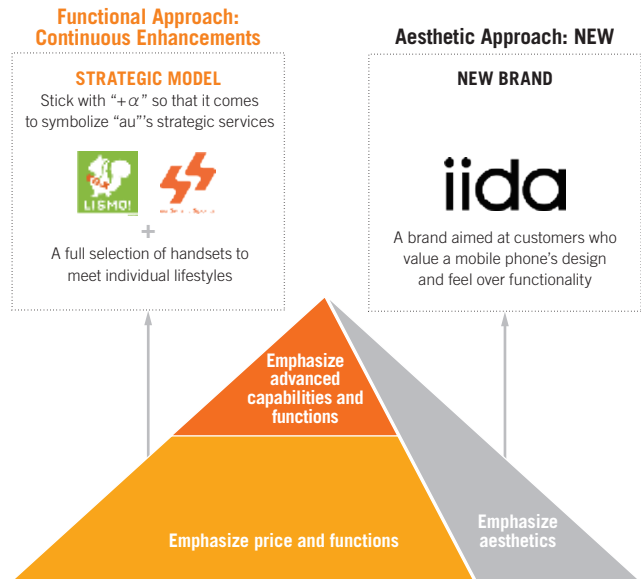 Functional Approach:
Continuous Enhancements
STRATEGIC MODEL
Stick with “+α” so that it comes
to symbolize “au”’s strategic services
LISMO!
+
A full selection of handsets to
meet individual lifestyles
Aesthetic Approach: NEW
NEW BRAND
iida
A brand aimed at customers who
value a mobile phone’s design
and feel over functionality
Emphasize
advanced
capabilities and
functions
Emphasize price and functions
Emphasize
aesthetics